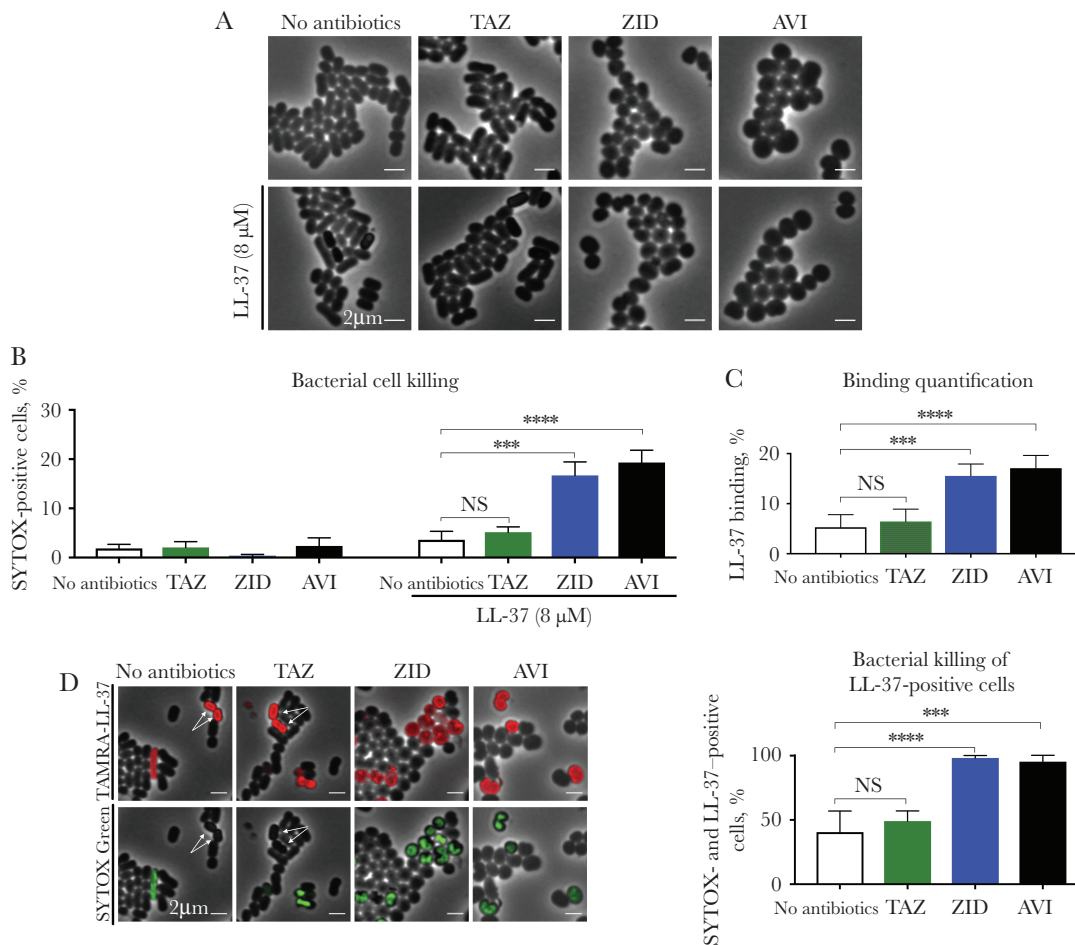 A
No antibiotics TAZ ZID AVI
LL-37 (8 μM)
2μm
B
Bacterial cell killing
SYTOX-positive cells, %
30
20
10
0
****
***
NS
No antibiotics TAZ ZID AVI No antibiotics TAZ ZID AVI
LL-37 (8 μM)
C
Binding quantification
LL-37 binding, %
20
10
0
****
***
NS
No antibiotics TAZ ZID AVI
D
No antibiotics TAZ ZID AVI
TAMRA-LL-37
SYTOX Green
2μm
Bacterial killing of
LL-37-positive cells
SYTOX- and LL-37–positive
cells, %
100
50
0
***
****
NS
No antibiotics TAZ ZID AVI